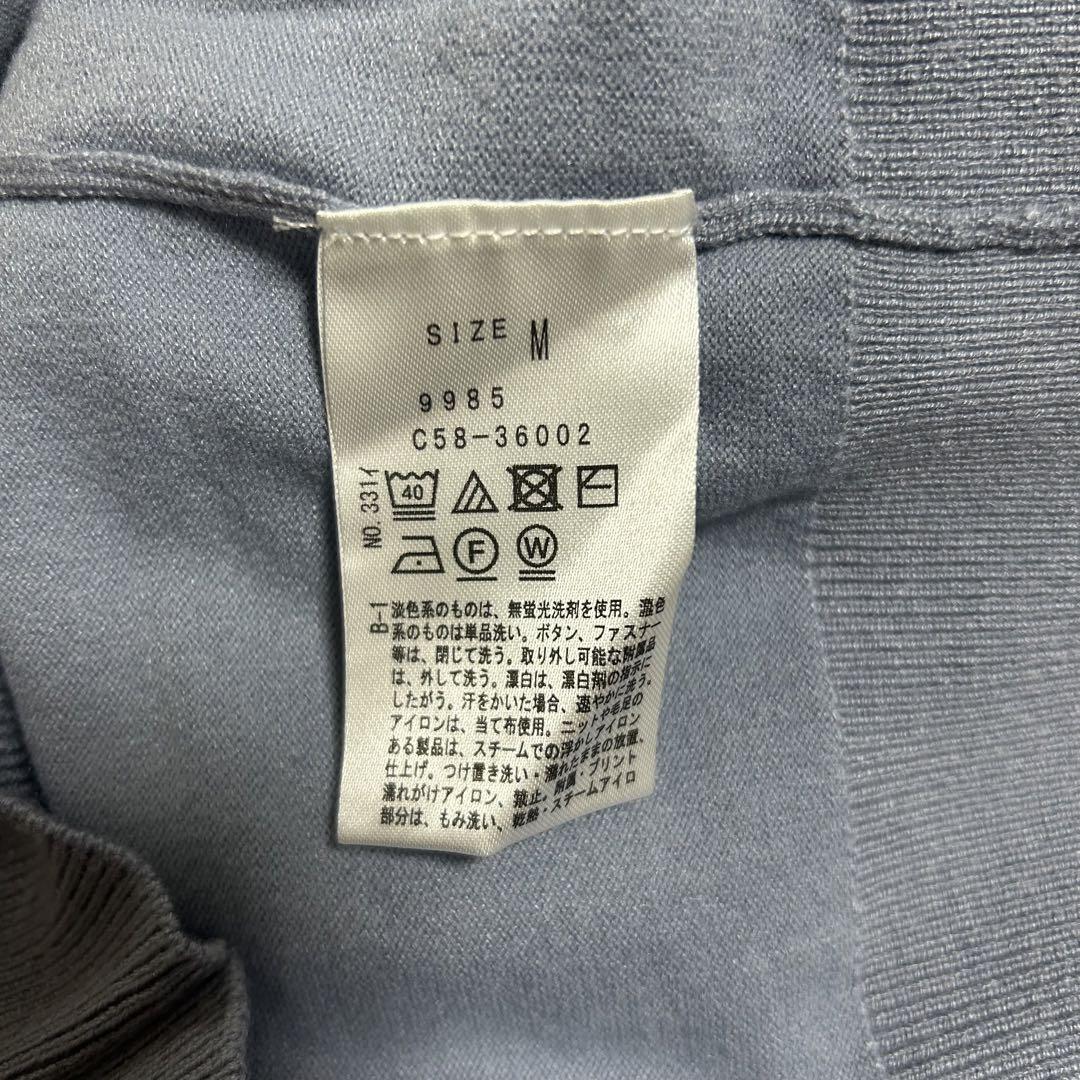 SIZE M
9985
C58-36002
NO.331イ
40
F W
B-1
淡色系のものは、無蛍光洗剤を使用。濃色
系のものは単品洗い。ボタン、ファスナー
等は、閉じて洗う。取り外し可能な附属品
は、外して洗う。漂白は、漂白剤の指示に
したがう。汗をかいた場合、速やかに洗う。
アイロンは、当て布使用。ニットや毛足の
ある製品は、スチームでの浮かしアイロン
仕上げ。つけ置き洗い・濡れたままの放置、
濡れがけアイロン、禁止。附属・プリント
部分は、もみ洗い、乾熱・スチームアイロ